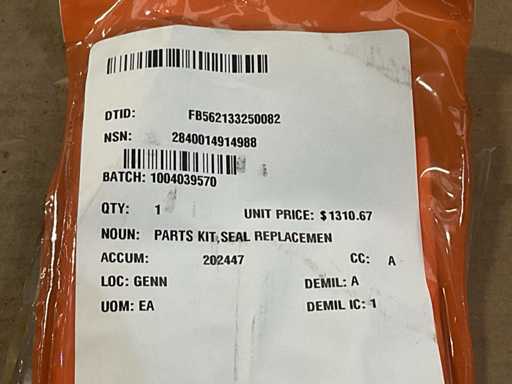 DTID: FB562133250082
NSN: 2840014914988
BATCH: 1004039570
QTY: 1 UNIT PRICE: $1310.67
NOUN: PARTS KIT,SEAL REPLACEMEN
ACCUM: 202447 CC: A
LOC: GENN DEMIL: A
UOM: EA DEMIL IC: 1